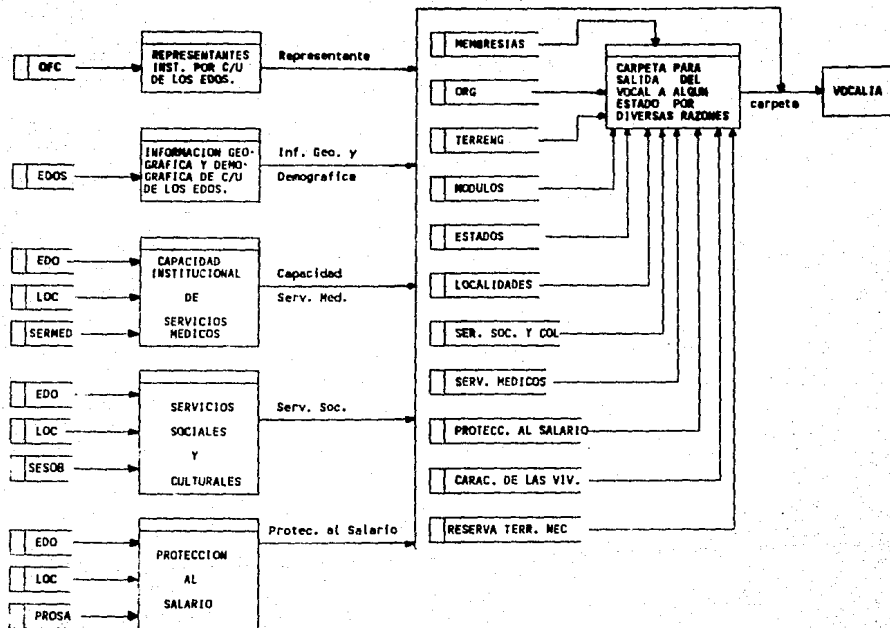 OFC
REPRESENTANTES
INST. POR C/U
DE LOS EDOS.
Representante
EDOS
INFORMACION GEO-
GRAFICA Y DEMO-
GRAFICA DE C/U
DE LOS EDOS.
Inf. Geo. y
Demografica
EDO
LOC
SERMED
CAPACIDAD
INSTITUCIONAL
DE
SERVICIOS
MEDICOS
Capacidad
Serv. Med.
EDO
LOC
SESOB
SERVICIOS
SOCIALES
Y
CULTURALES
Serv. Soc.
EDO
LOC
PROSA
PROTECCION
AL
SALARIO
Protec. al Salario
MEMBRESIAS
ORG
TERRENG
MODULOS
ESTADOS
LOCALIDADES
SER. SOC. Y COL
SERV. MEDICOS
PROTECC. AL SALARIO
CARAC. DE LAS VIV.
RESERVA TERR. NEC
CARPETA PARA
SALIDA DEL
VOCAL A ALGUN
ESTADO POR
DIVERSAS RAZONES
carpeta
VOCALIA